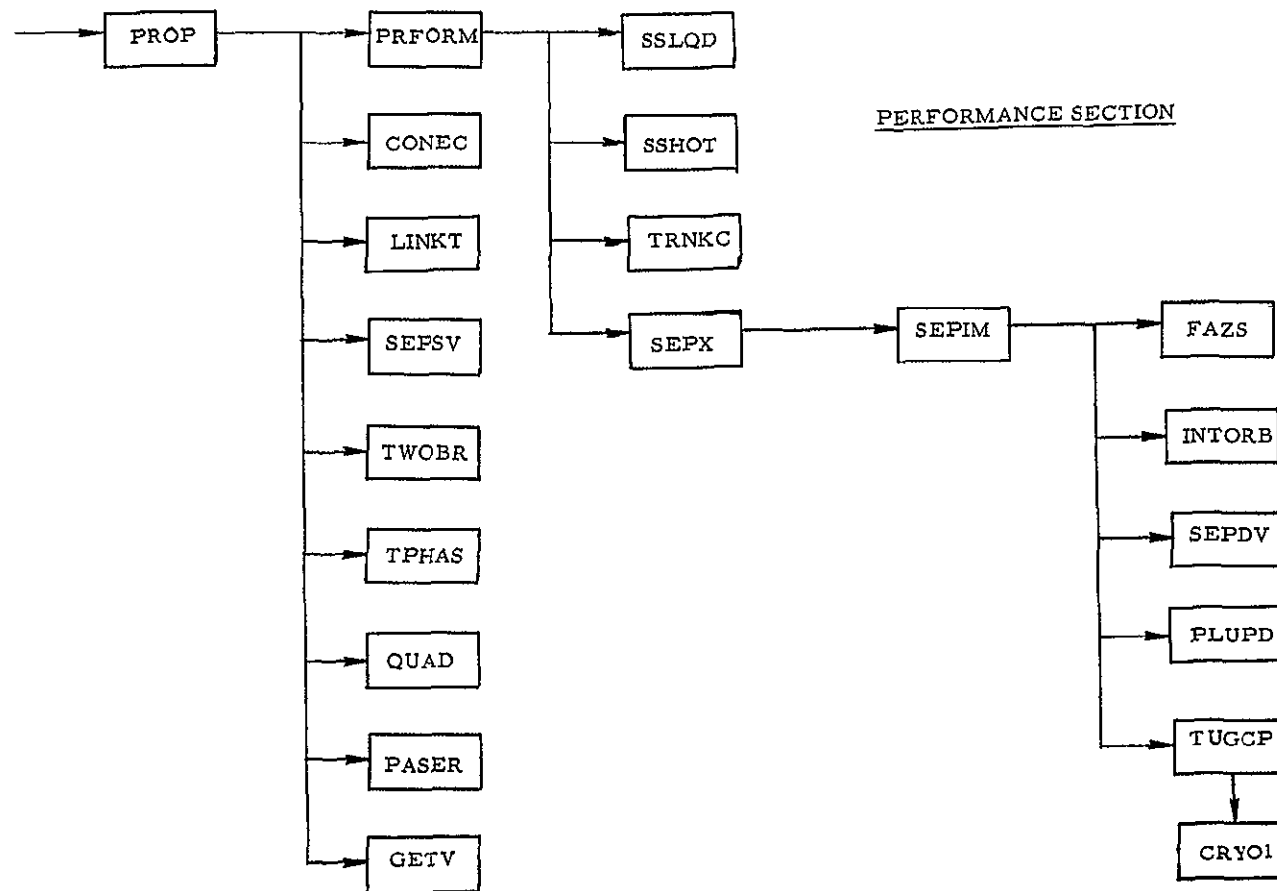 PROP
PRFORM
SSLQD
PERFORMANCE SECTION
CONEC
SSHOT
LINKT
TRNKC
SEPSV
SEPX
SEPIM
FAZS
TWOBR
INTORB
TPHAS
SEPDV
QUAD
PLUPD
PASER
TUGCP
GETV
CRYO1